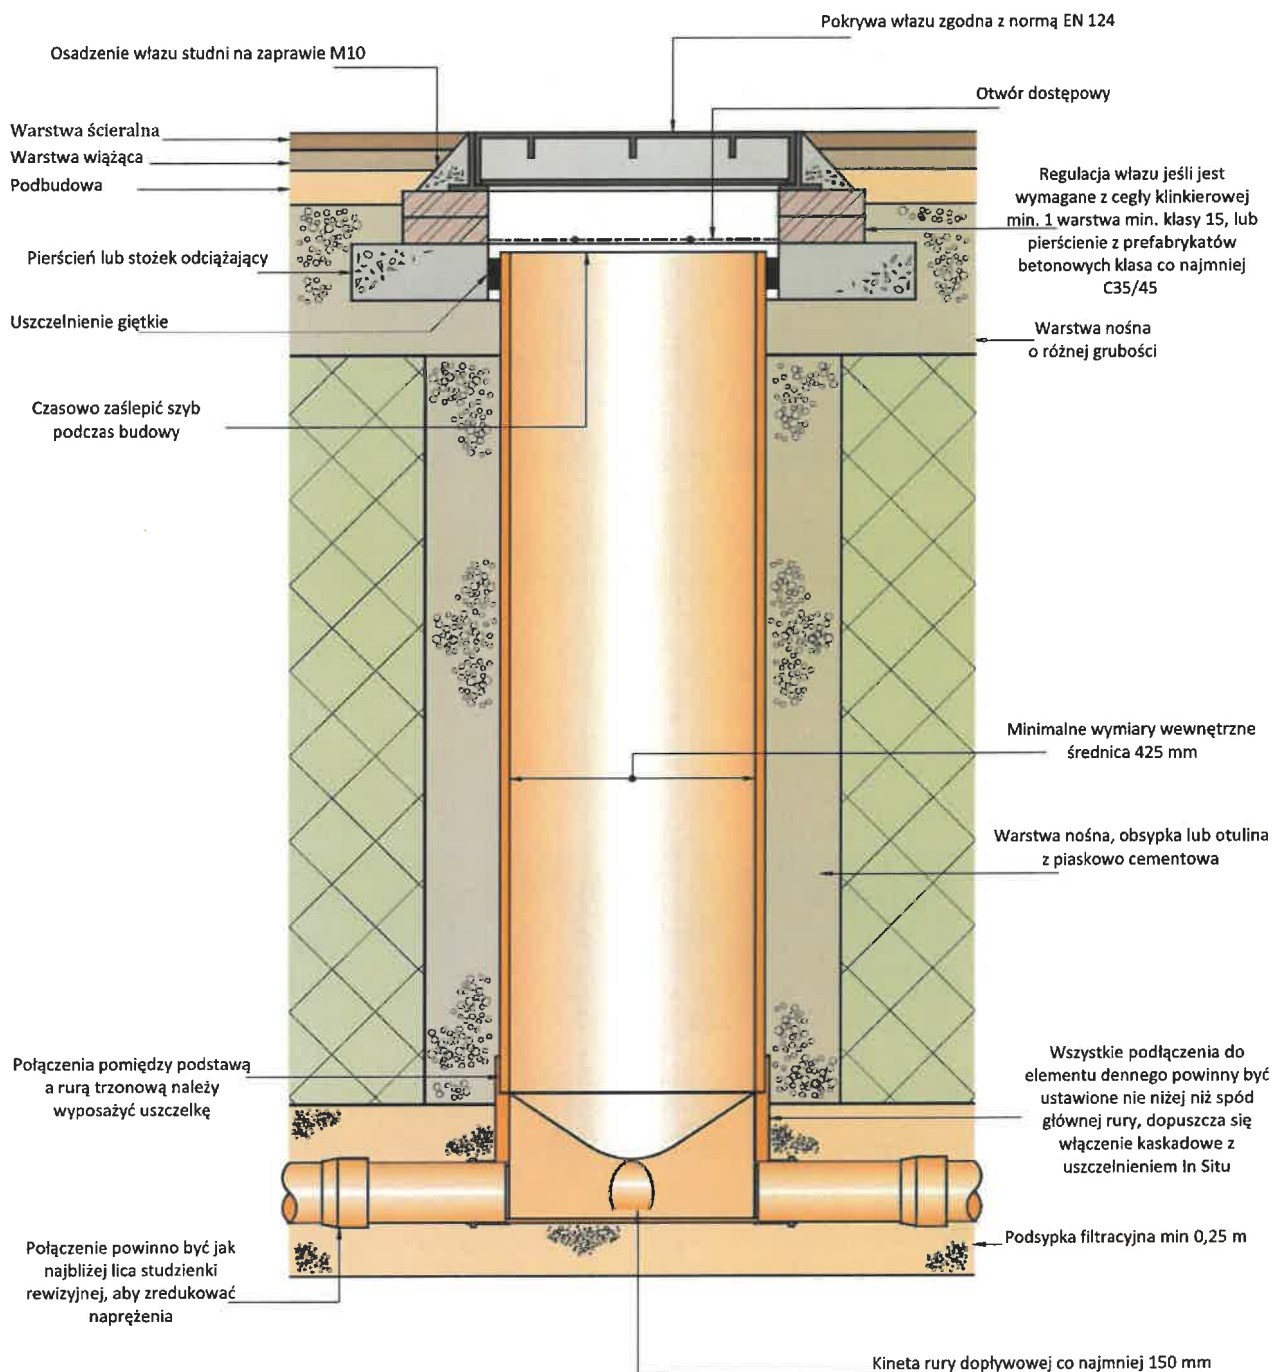 Pokrywa włazu zgodna z normą EN 124
Osadzenie włazu studni na zaprawie M10
Otwór dostępowy
Warstwa ścieralna
Warstwa wiążąca
Podbudowa
Regulacja włazu jeśli jest
wymagane z cegły klinkierowej
min. 1 warstwa min. klasy 15, lub
pierścienie z prefabrykatów
betonowych klasa co najmniej
C35/45
Pierścień lub stożek odciążający
Uszczelnienie giętkie
Warstwa nośna
o różnej grubości
Czasowo zaślepić szyb
podczas budowy
Minimalne wymiary wewnętrzne
średnica 425 mm
Warstwa nośna, obsypka lub otulina
z piaskowo cementowa
Połączenia pomiędzy podstawą
a rurą trzonową należy
wyposażyć uszczelkę
Wszystkie podłączenia do
elementu dennego powinny być
ustawione nie niżej niż spód
głównej rury, dopuszcza się
włączenie kaskadowe z
uszczelnieniem In Situ
Podsypka filtracyjna min 0,25 m
Połączenie powinno być jak
najbliżej lica studzienki
rewizyjnej, aby zredukować
naprężenia
Kineta rury dopływowej co najmniej 150 mm